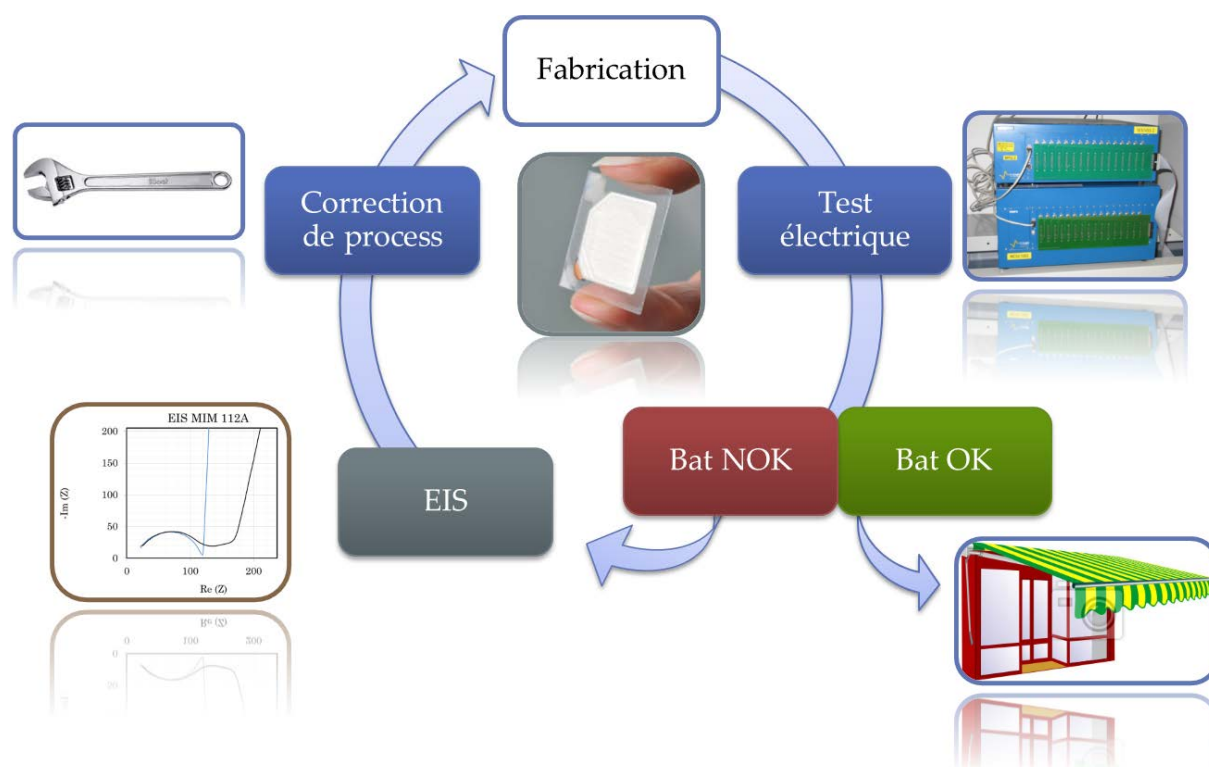 Fabrication
Correction
de process
Test
électrique
Bat NOK
Bat OK
EIS
EIS MIM 112A
200
150
100
50
0
-Im (Z)
0
100
200
Re (Z)